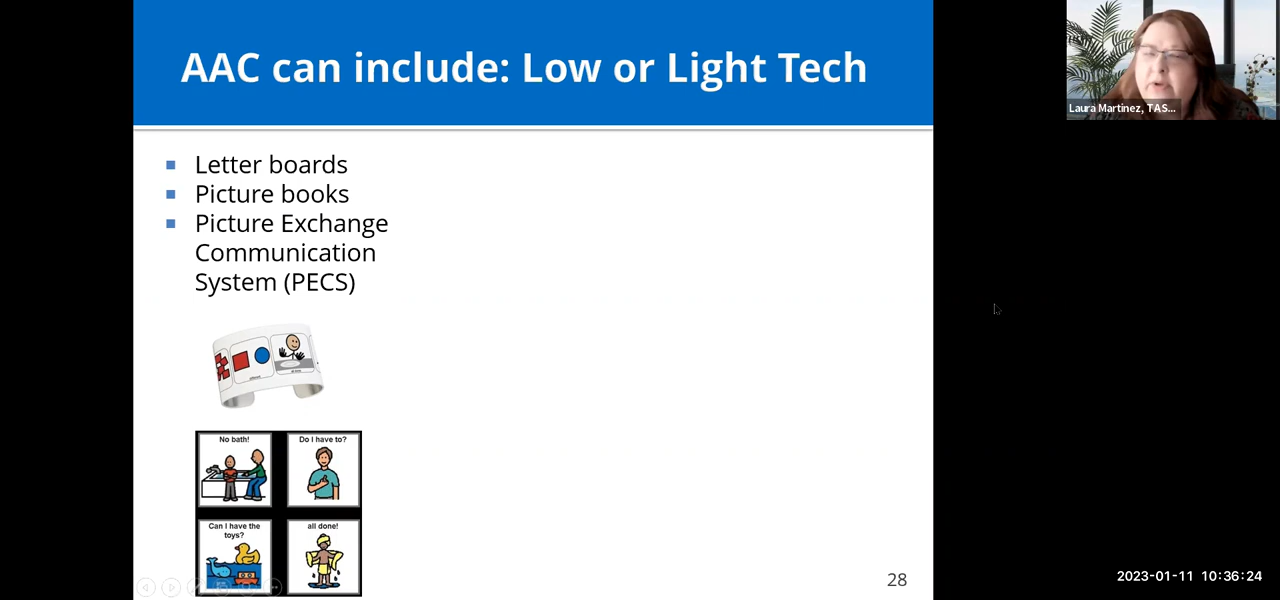 AAC can include: Low or Light Tech
Laura Martinez, TAS...
Letter boards
Picture books
Picture Exchange
Communication
System (PECS)
No bath!
Do I have to?
Can I have the
toys?
all done!
28
2023-01-11 10:36:24